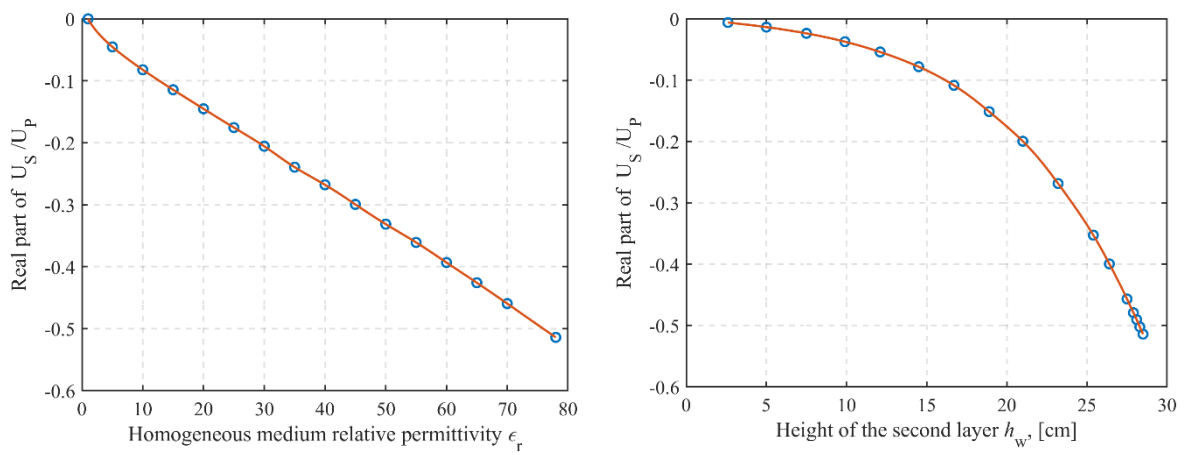 Real part of U_S/U_P
0
-0.1
-0.2
-0.3
-0.4
-0.5
-0.6
0 10 20 30 40 50 60 70 80
Homogeneous medium relative permittivity ϵ_r
Real part of U_S/U_P
0
-0.1
-0.2
-0.3
-0.4
-0.5
-0.6
0 5 10 15 20 25 30
Height of the second layer h_w, [cm]